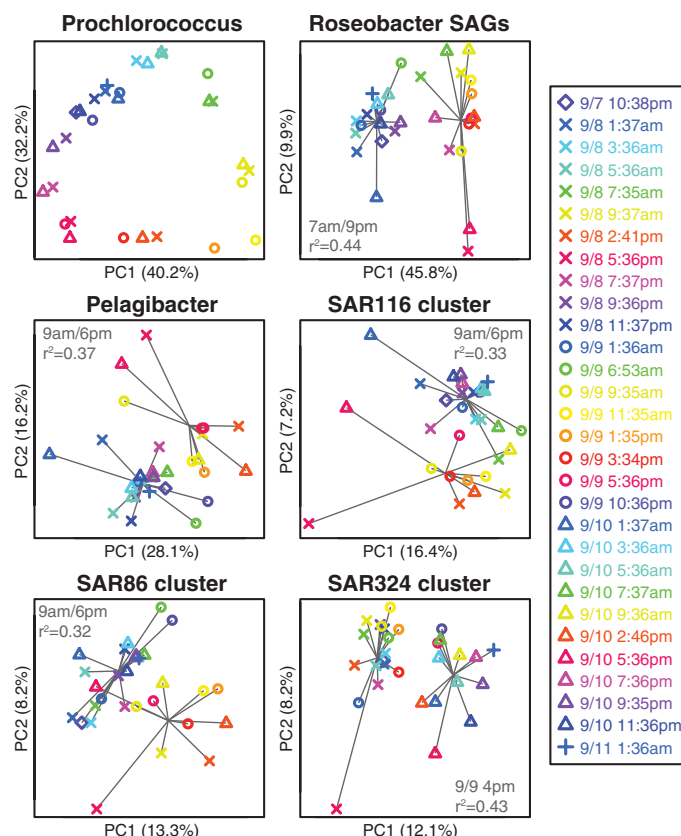 Prochlorococcus
PC2 (32.2%)
PC1 (40.2%)
Roseobacter SAGs
PC2 (9.9%)
7am/9pm
r²=0.44
PC1 (45.8%)
Pelagibacter
9am/6pm
r²=0.37
PC2 (16.2%)
PC1 (28.1%)
SAR116 cluster
9am/6pm
r²=0.33
PC2 (7.2%)
PC1 (16.4%)
SAR86 cluster
9am/6pm
r²=0.32
PC2 (8.2%)
PC1 (13.3%)
SAR324 cluster
PC2 (8.2%)
9/9 4pm
r²=0.43
PC1 (12.1%)
9/7 10:38pm
9/8 1:37am
9/8 3:36am
9/8 5:36am
9/8 7:35am
9/8 9:37am
9/8 2:41pm
9/8 5:36pm
9/8 7:37pm
9/8 9:36pm
9/8 11:37pm
9/9 1:36am
9/9 6:53am
9/9 9:35am
9/9 11:35am
9/9 1:35pm
9/9 3:34pm
9/9 5:36pm
9/9 10:36pm
9/10 1:37am
9/10 3:36am
9/10 5:36am
9/10 7:37am
9/10 9:36am
9/10 2:46pm
9/10 5:36pm
9/10 7:36pm
9/10 9:35pm
9/10 11:36pm
9/11 1:36am